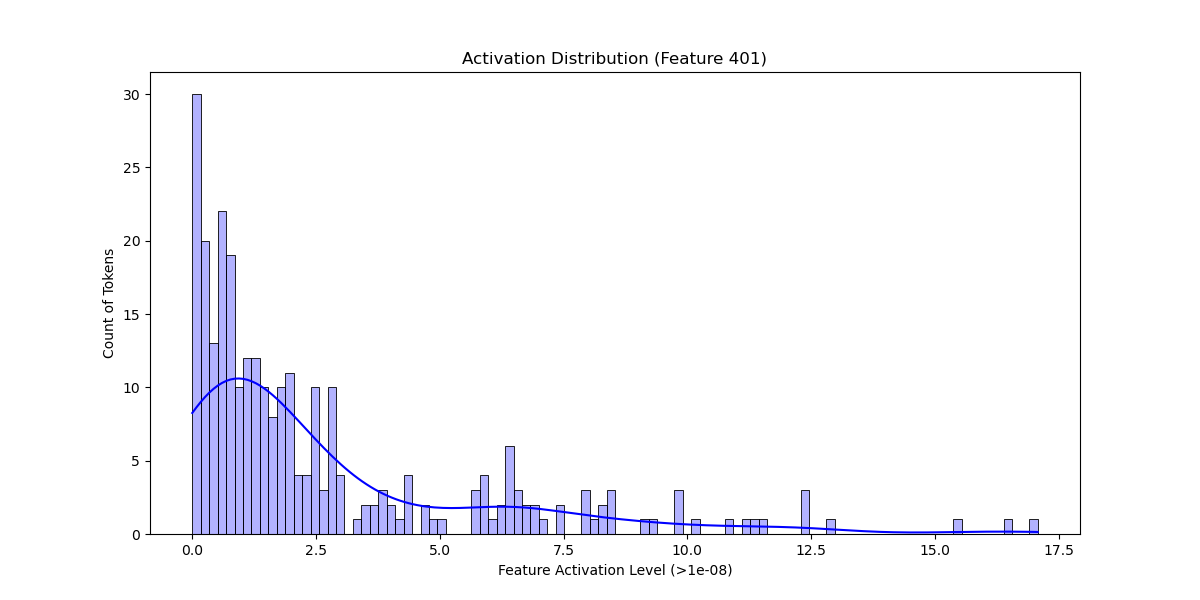 Activation Distribution (Feature 401)
Count of Tokens
30
25
20
15
10
5
0
0.0 2.5 5.0 7.5 10.0 12.5 15.0 17.5
Feature Activation Level (>1e-08)